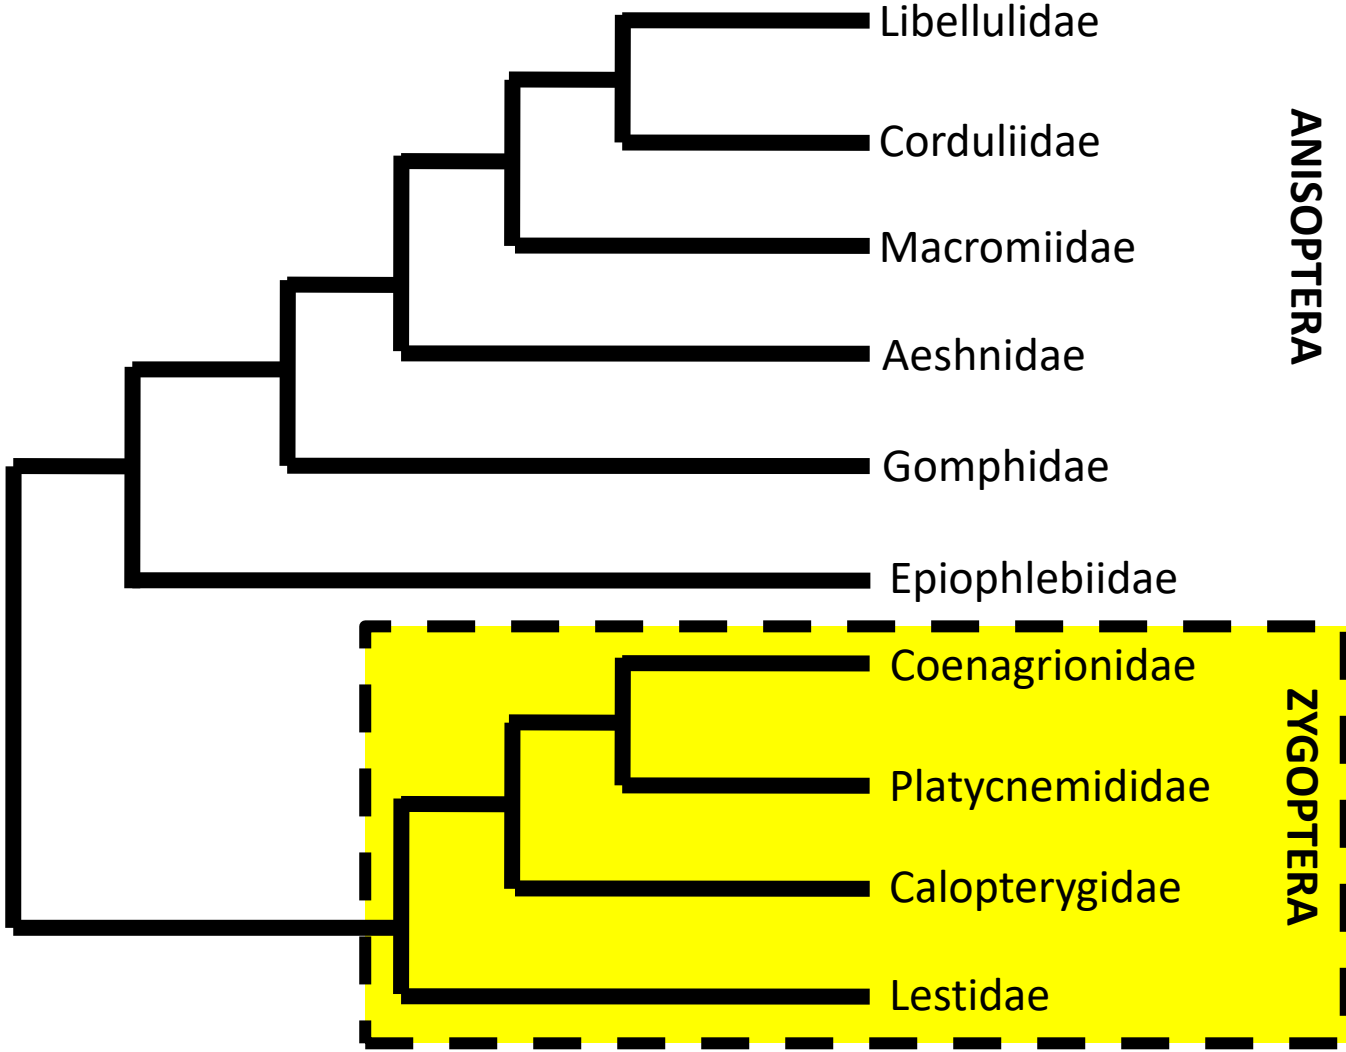 Libellulidae
Corduliidae
Macromiidae
Aeshnidae
Gomphidae
Epiophlebiidae
ANISOPTERA
Coenagrionidae
Platycnemididae
Calopterygidae
Lestidae
ZYGOPTERA